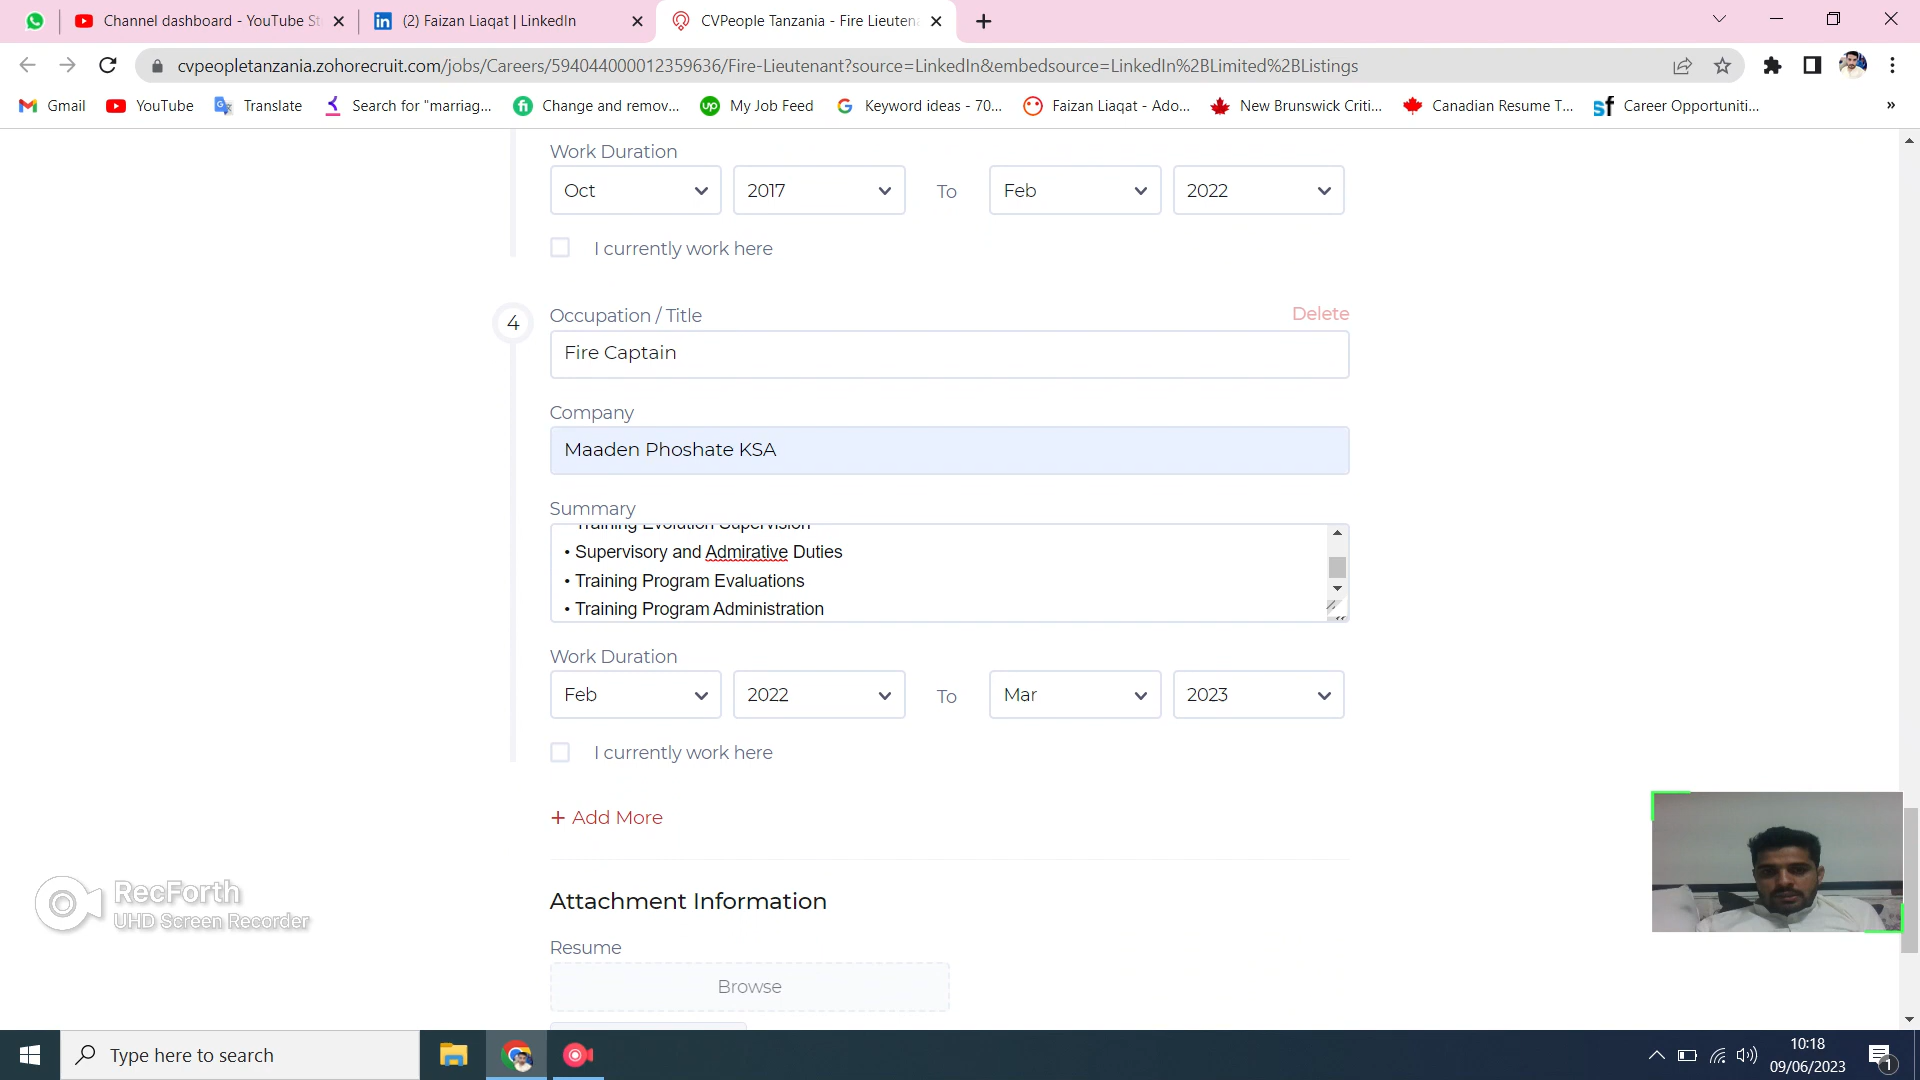 Channel dashboard - YouTube St
(2) Faizan Liaqat | LinkedIn
CVPeople Tanzania - Fire Lieutena
cvpeopletanzania.zohorecruit.com/jobs/Careers/594044000012359636/Fire-Lieutenant?source=LinkedIn&embedsource=LinkedIn%2BLimited%2BListings
Gmail
YouTube
Translate
Search for "marriag...
Change and remov...
My Job Feed
Keyword ideas - 70...
Faizan Liaqat - Ado...
New Brunswick Criti...
Canadian Resume T...
Career Opportuniti...
»
Work Duration
Oct 2017 To Feb 2022
I currently work here
4
Occupation / Title
Delete
Fire Captain
Company
Maaden Phoshate KSA
Summary
Training Evolution Supervision
• Supervisory and Admirative Duties
• Training Program Evaluations
• Training Program Administration
Work Duration
Feb 2022 To Mar 2023
I currently work here
+ Add More
Attachment Information
Resume
Browse
RecForth
UHD Screen Recorder
Type here to search
10:18
09/06/2023
1